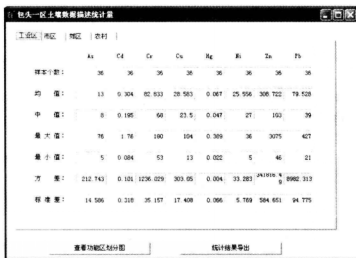 包头一区土壤数据描述统计量
工业区 市区 郊区 农村
As Cd Cr Cu Hg Ni Zn Pb
样本个数: 36 36 36 36 36 36 36 36
均 值: 13 0.304 82.833 28.583 0.067 25.556 308.722 79.528
中 值: 8 0.195 68 23.5 0.047 27 103 39
最 大 值: 76 1.76 180 104 0.389 36 3075 427
最 小 值: 5 0.084 53 13 0.022 5 46 21
方 差: 212.743 0.101 1236.029 303.05 0.004 33.283 341816.49 8982.313
标 准 差: 14.586 0.318 35.157 17.408 0.066 5.769 584.651 94.775
查看功能区划分图 统计结果导出